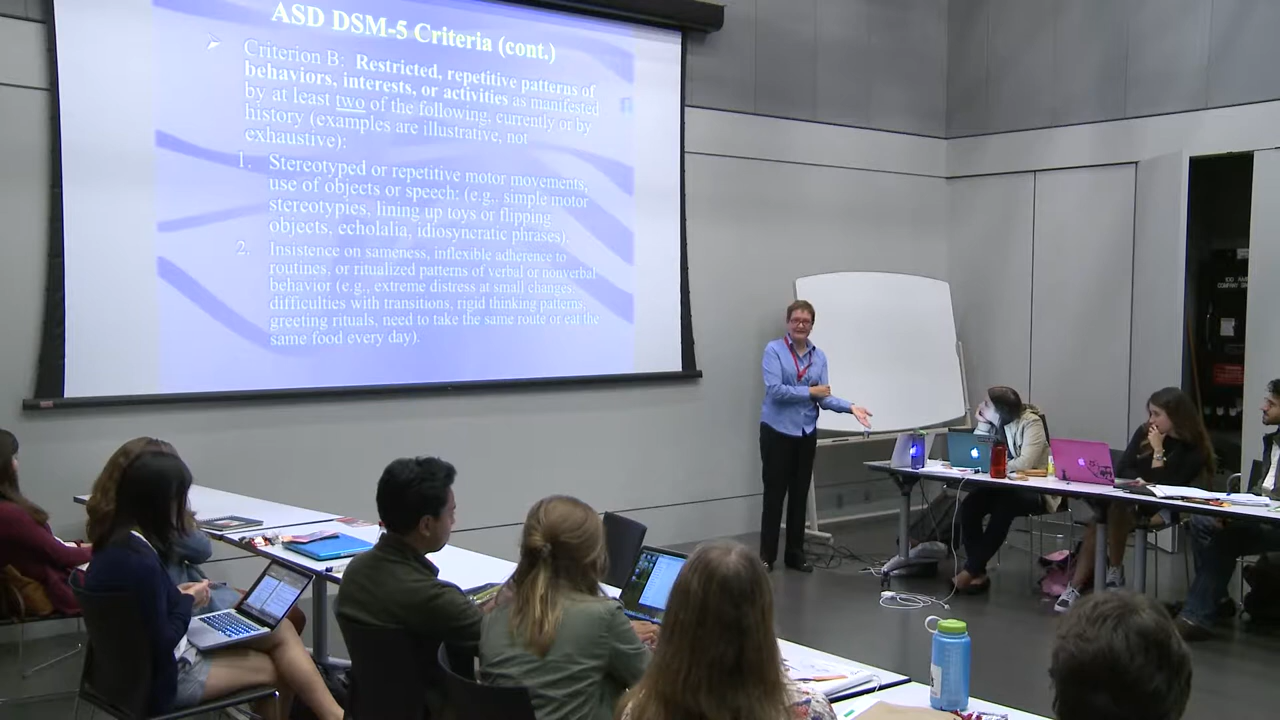 ASD DSM-5 Criteria (cont.)
Criterion B: Restricted, repetitive patterns of
behaviors, interests, or activities as manifested
by at least two of the following, currently or by
history (examples are illustrative, not
exhaustive):
1. Stereotyped or repetitive motor movements,
use of objects or speech: (e.g., simple motor
stereotypies, lining up toys or flipping
objects, echolalia, idiosyncratic phrases).
2. Insistence on sameness, inflexible adherence to
routines, or ritualized patterns of verbal or nonverbal
behavior (e.g., extreme distress at small changes,
difficulties with transitions, rigid thinking patterns,
greeting rituals, need to take the same route or eat the
same food every day).
COMPANY